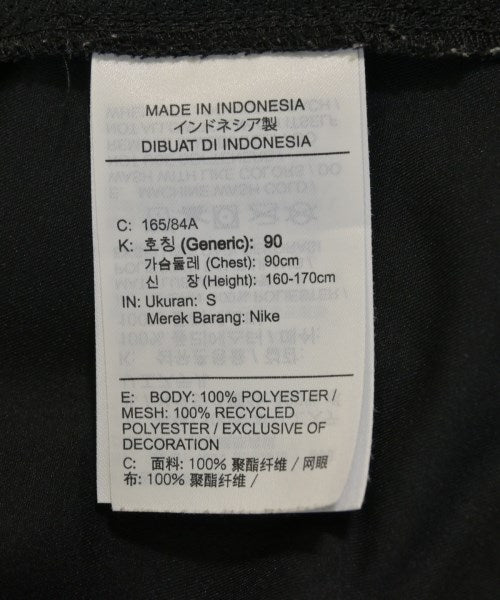 MADE IN INDONESIA
インドネシア製
DIBUAT DI INDONESIA
C: 165/84A
K: 호칭 (Generic): 90
가슴둘레 (Chest): 90cm
신 장 (Height): 160-170cm
IN: Ukuran: S
Merek Barang: Nike
E: BODY: 100% POLYESTER /
MESH: 100% RECYCLED
POLYESTER / EXCLUSIVE OF
DECORATION
C: 面料: 100% 聚酯纤维 / 网眼
布: 100% 聚酯纤维 /